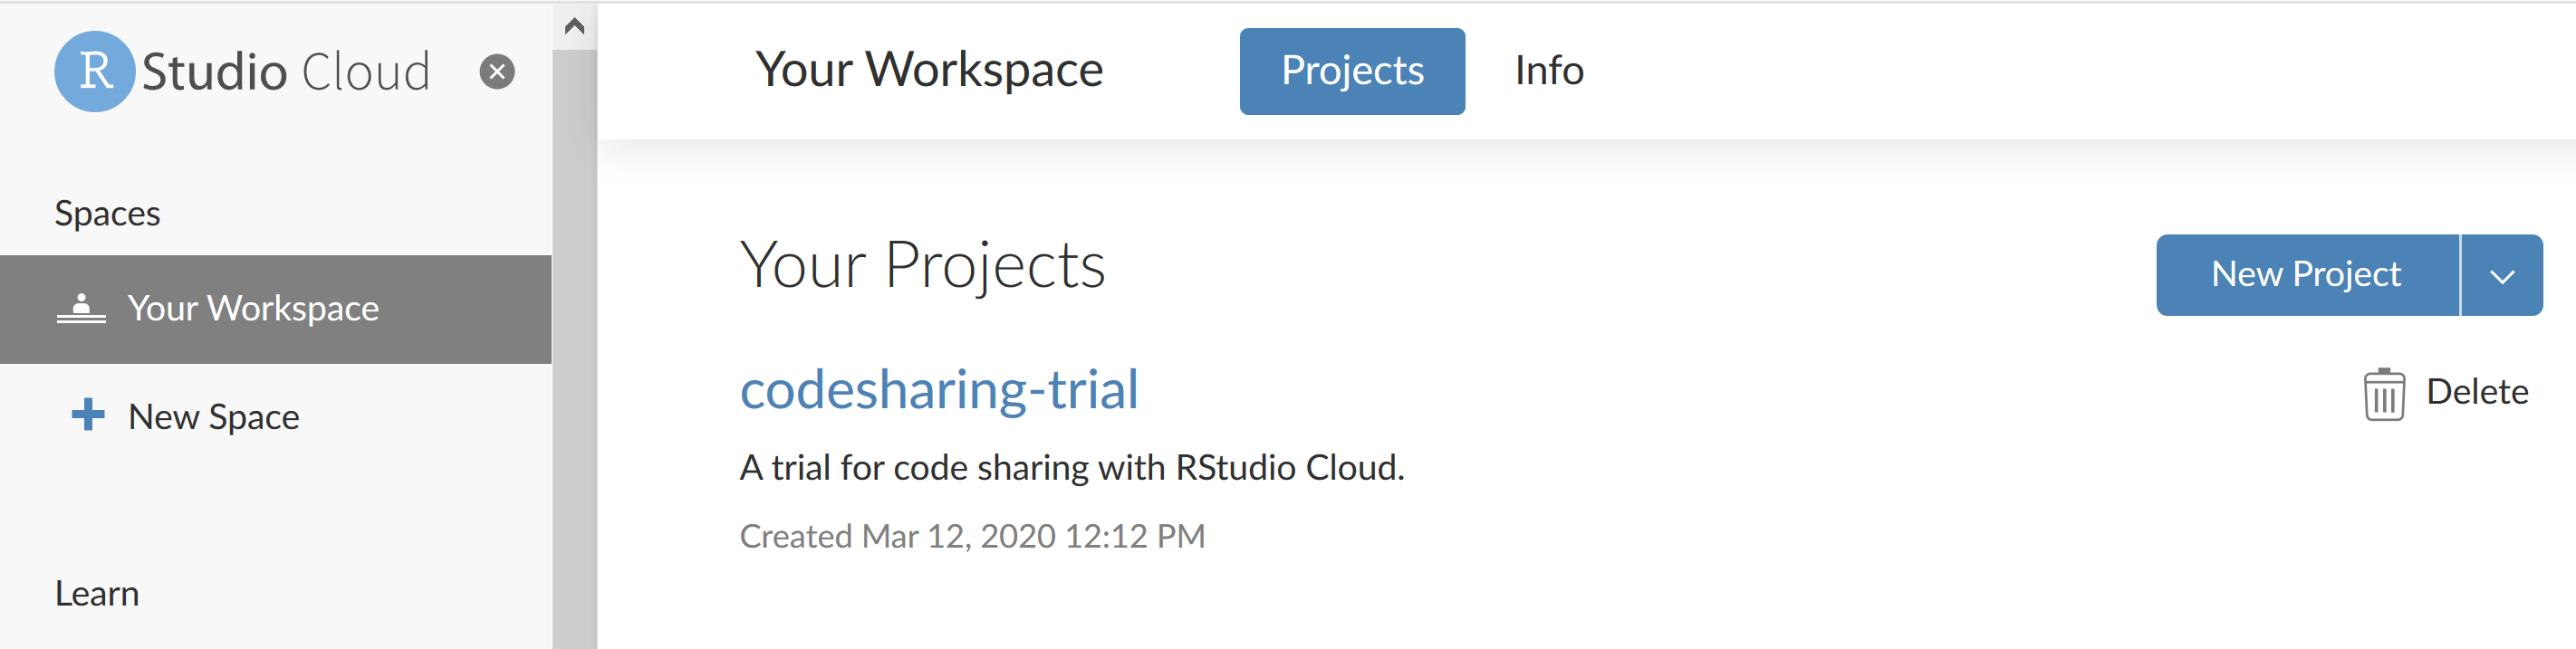 R Studio Cloud
Spaces
Your Workspace
New Space
Learn
Your Workspace
Projects
Info
Your Projects
New Project
codesharing-trial
Delete
A trial for code sharing with RStudio Cloud.
Created Mar 12, 2020 12:12 PM